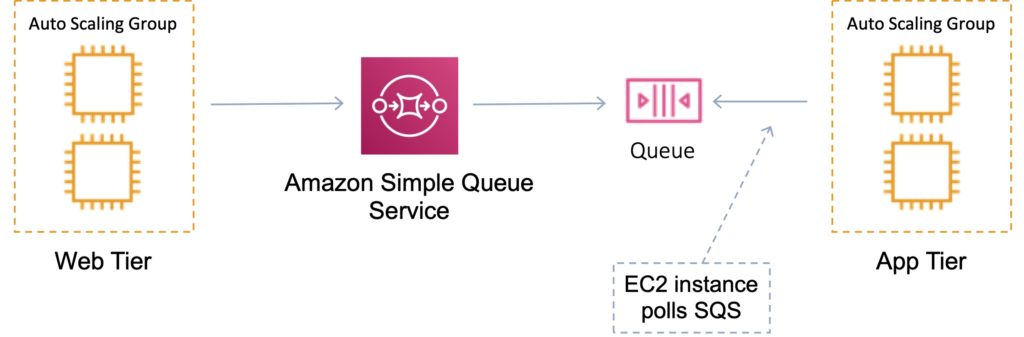 Auto Scaling Group
Web Tier
Amazon Simple Queue
Service
Queue
EC2 instance
polls SQS
Auto Scaling Group
App Tier